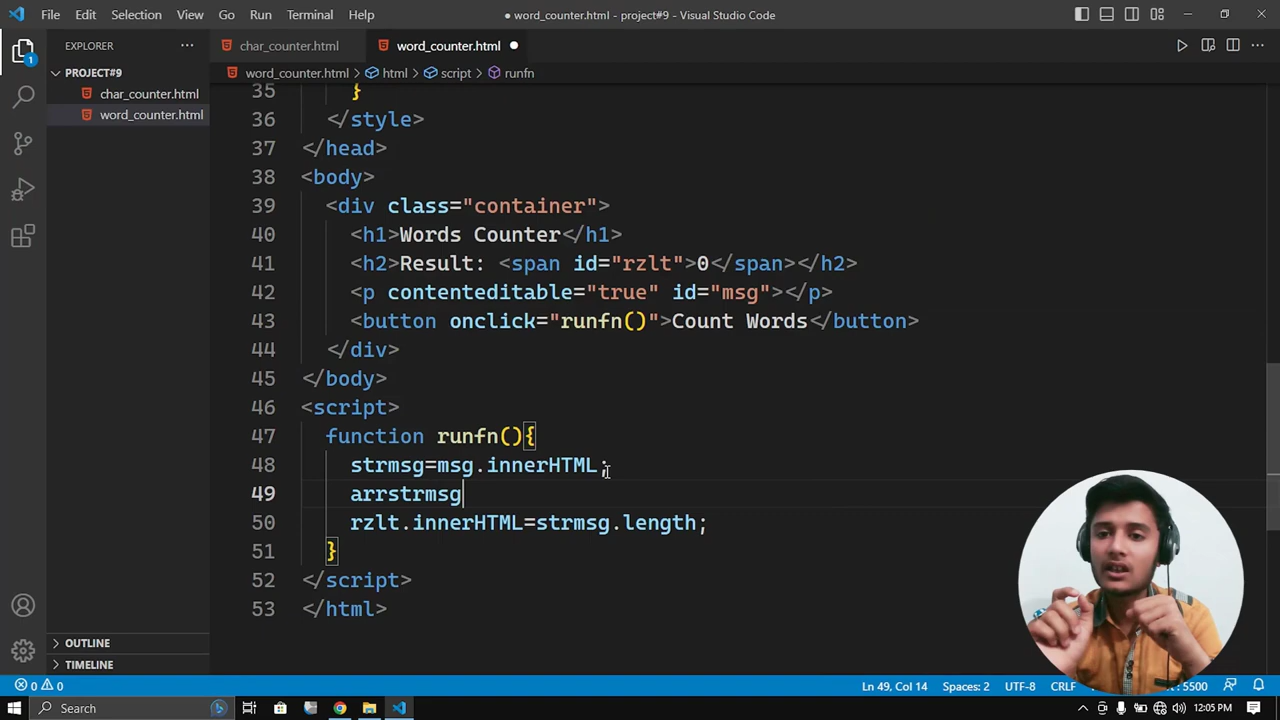 File Edit Selection View Go Run Terminal Help
● word_counter.html - project#9 - Visual Studio Code
EXPLORER
PROJECT#9
char_counter.html
word_counter.html
OUTLINE
TIMELINE
char_counter.html word_counter.html
word_counter.html > html > script > runfn
35 }
36 </style>
37 </head>
38 <body>
39 <div class="container">
40 <h1>Words Counter</h1>
41 <h2>Result: <span id="rzlt">0</span></h2>
42 <p contenteditable="true" id="msg"></p>
43 <button onclick="runfn()">Count Words</button>
44 </div>
45 </body>
46 <script>
47 function runfn(){
48 strmsg=msg.innerHTML;
49 arrstrmsg
50 rzlt.innerHTML=strmsg.length;
51 }
52 </script>
53 </html>
1
0 0 Ln 49, Col 14 Spaces: 2 UTF-8 CRLF : 5500
Search 12:05 PM